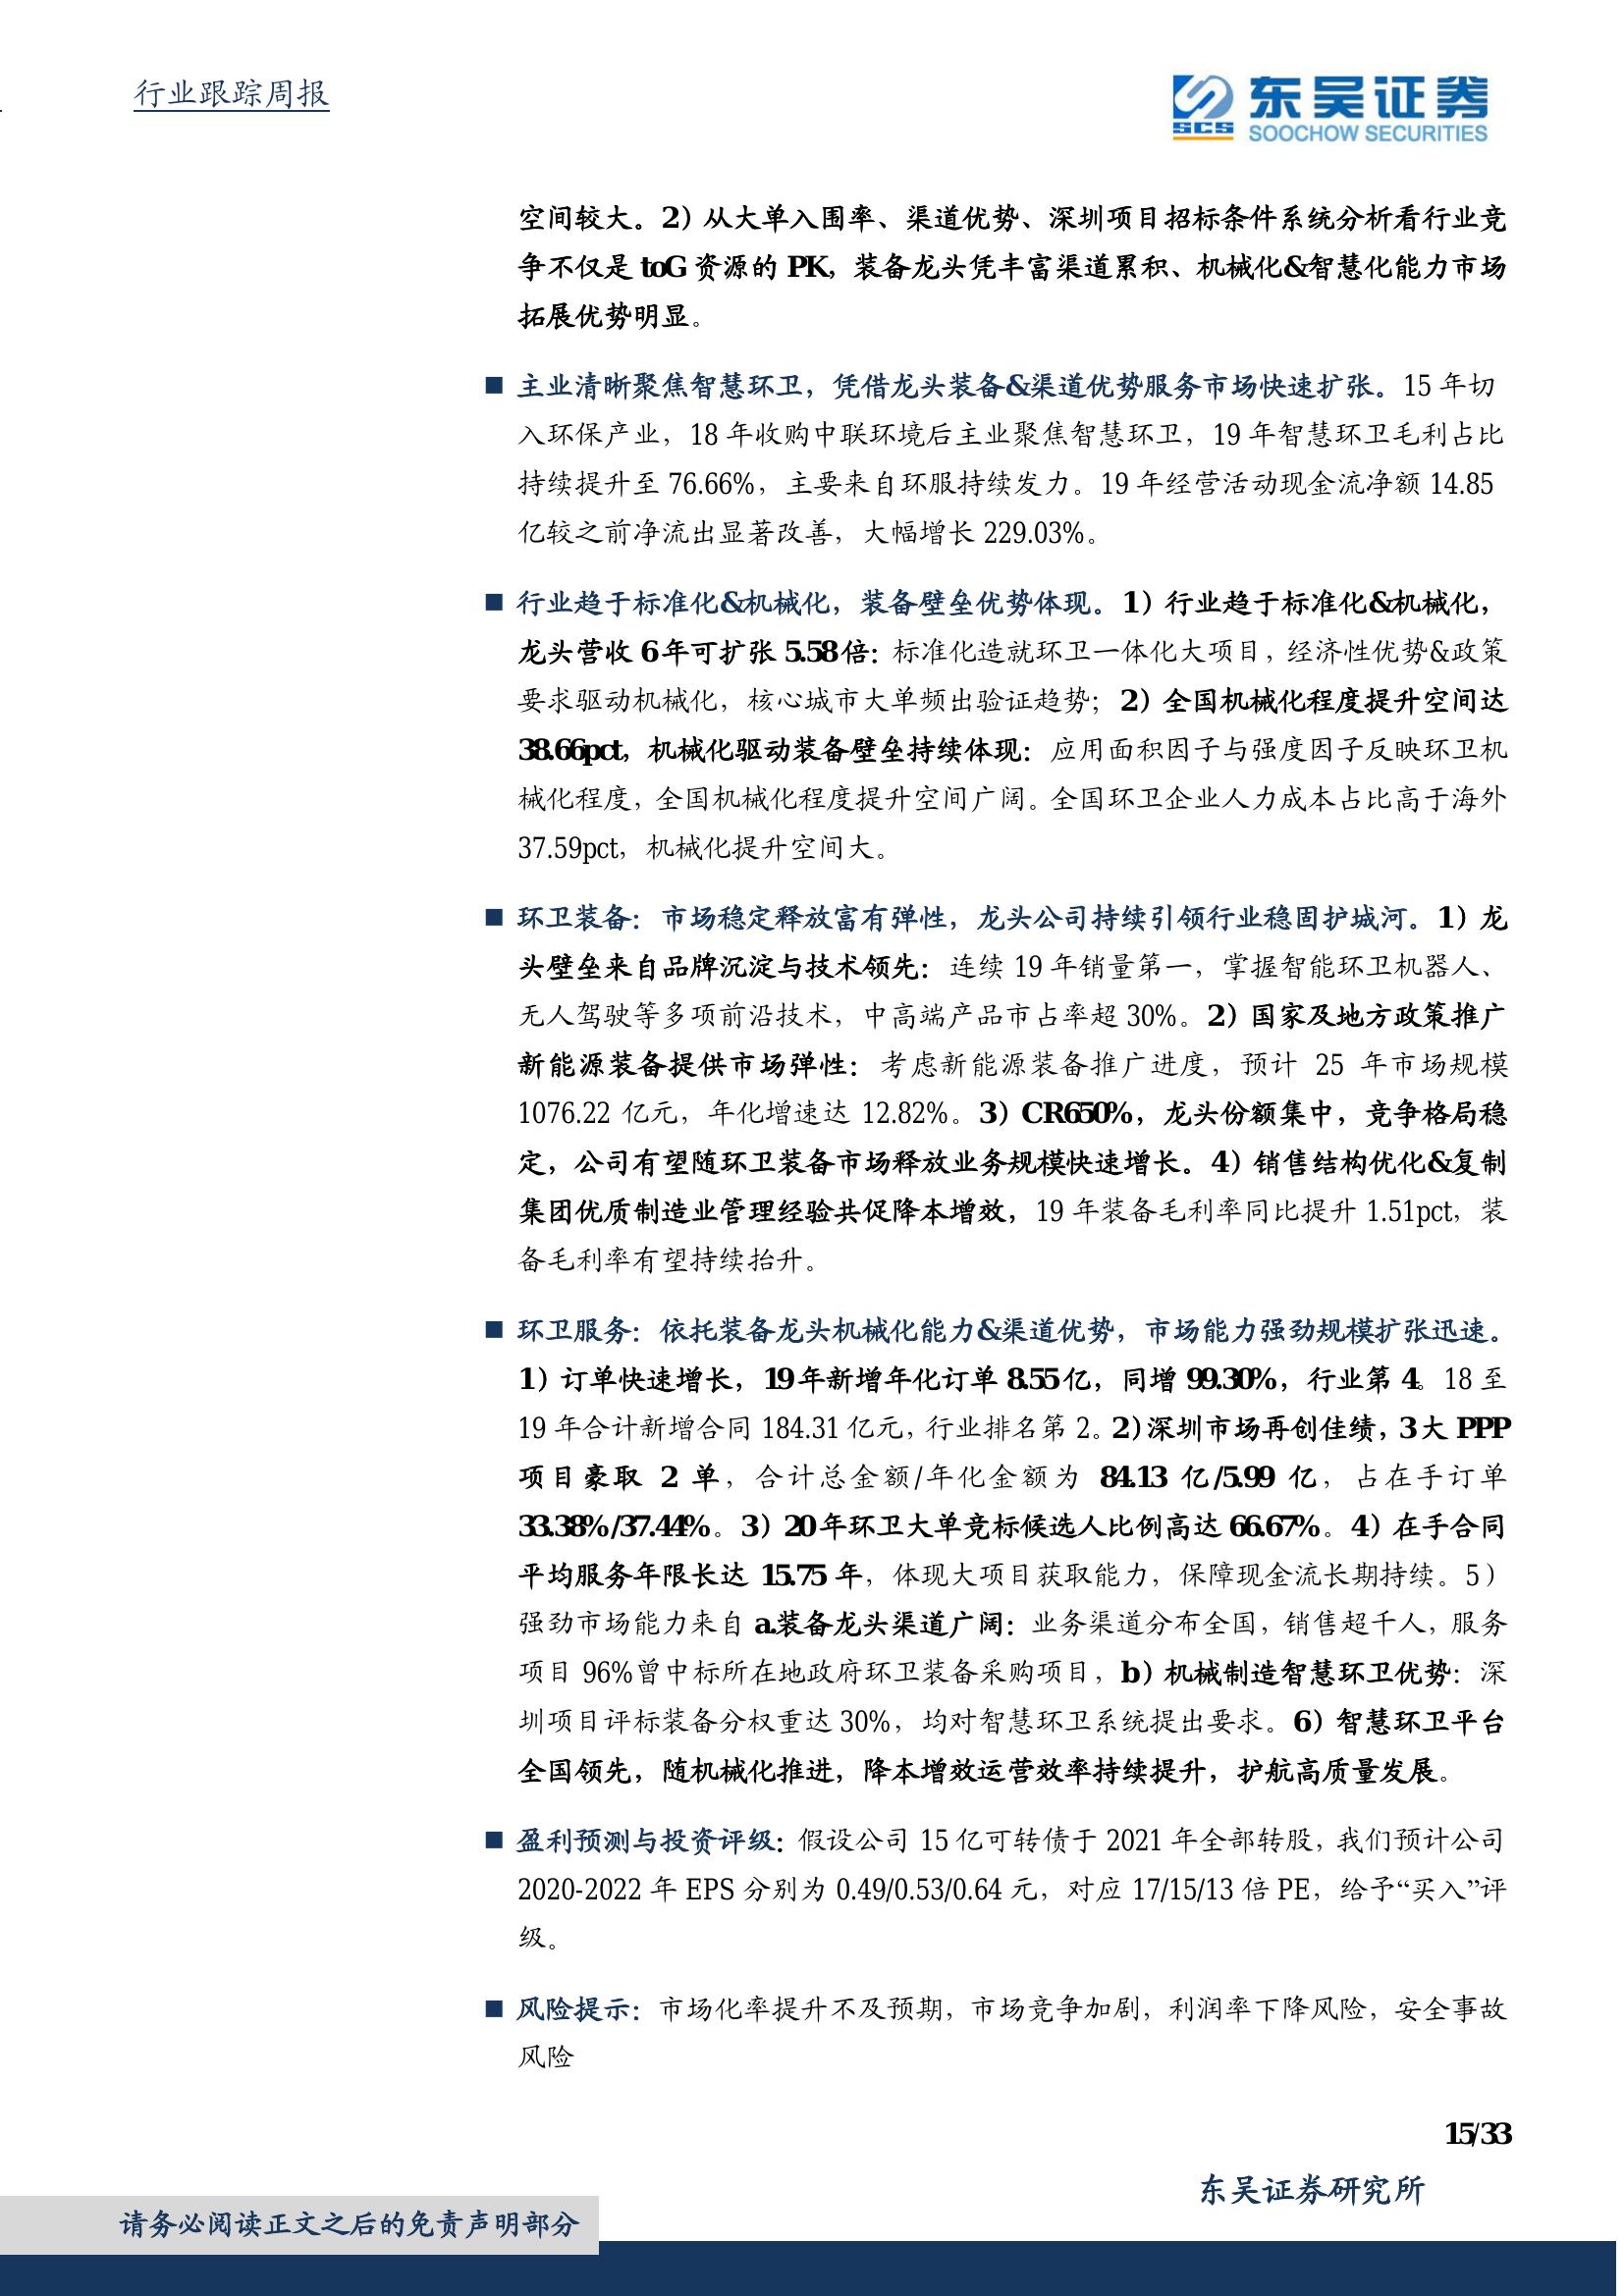 行业跟踪周报
东吴证券
SCS
SOOCHOW SECURITIES
空间较大。2）从大单入围率、渠道优势、深圳项目招标条件系统分析看行业竞
争不仅是 toG 资源的 PK，装备龙头凭丰富渠道累积、机械化&智慧化能力市场
拓展优势明显。
■ 主业清晰聚焦智慧环卫，凭借龙头装备&渠道优势服务市场快速扩张。15 年切
入环保产业，18 年收购中联环境后主业聚焦智慧环卫，19 年智慧环卫毛利占比
持续提升至 76.66%，主要来自环服持续发力。19 年经营活动现金流净额 14.85
亿较之前净流出显著改善，大幅增长 229.03%。
■ 行业趋于标准化&机械化，装备壁垒优势体现。1）行业趋于标准化&机械化，
龙头营收 6 年可扩张 5.58 倍：标准化造就环卫一体化大项目，经济性优势&政策
要求驱动机械化，核心城市大单频出验证趋势；2）全国机械化程度提升空间达
38.66pct，机械化驱动装备壁垒持续体现：应用面积因子与强度因子反映环卫机
械化程度，全国机械化程度提升空间广阔。全国环卫企业人力成本占比高于海外
37.59pct，机械化提升空间大。
■ 环卫装备：市场稳定释放富有弹性，龙头公司持续引领行业稳固护城河。1）龙
头壁垒来自品牌沉淀与技术领先：连续 19 年销量第一，掌握智能环卫机器人、
无人驾驶等多项前沿技术，中高端产品市占率超 30%。2）国家及地方政策推广
新能源装备提供市场弹性：考虑新能源装备推广进度，预计 25 年市场规模
1076.22 亿元，年化增速达 12.82%。3）CR650%，龙头份额集中，竞争格局稳
定，公司有望随环卫装备市场释放业务规模快速增长。4）销售结构优化&复制
集团优质制造业管理经验共促降本增效，19 年装备毛利率同比提升 1.51pct，装
备毛利率有望持续抬升。
■ 环卫服务：依托装备龙头机械化能力&渠道优势，市场能力强劲规模扩张迅速。
1）订单快速增长，19 年新增年化订单 8.55 亿，同增 99.30%，行业第 4。18 至
19 年合计新增合同 184.31 亿元，行业排名第 2。2）深圳市场再创佳绩，3 大 PPP
项目豪取 2 单，合计总金额/年化金额为 84.13 亿/5.99 亿，占在手订单
33.38%/37.44%。3）20 年环卫大单竞标候选人比例高达 66.67%。4）在手合同
平均服务年限长达 15.75 年，体现大项目获取能力，保障现金流长期持续。5）
强劲市场能力来自 a.装备龙头渠道广阔：业务渠道分布全国，销售超千人，服务
项目 96%曾中标所在地政府环卫装备采购项目，b）机械制造智慧环卫优势：深
圳项目评标装备分权重达 30%，均对智慧环卫系统提出要求。6）智慧环卫平台
全国领先，随机械化推进，降本增效运营效率持续提升，护航高质量发展。
■ 盈利预测与投资评级：假设公司 15 亿可转债于 2021 年全部转股，我们预计公司
2020-2022 年 EPS 分别为 0.49/0.53/0.64 元，对应 17/15/13 倍 PE，给予“买入”评
级。
■ 风险提示：市场化率提升不及预期，市场竞争加剧，利润率下降风险，安全事故
风险
15/33
东吴证券研究所
请务必阅读正文之后的免责声明部分